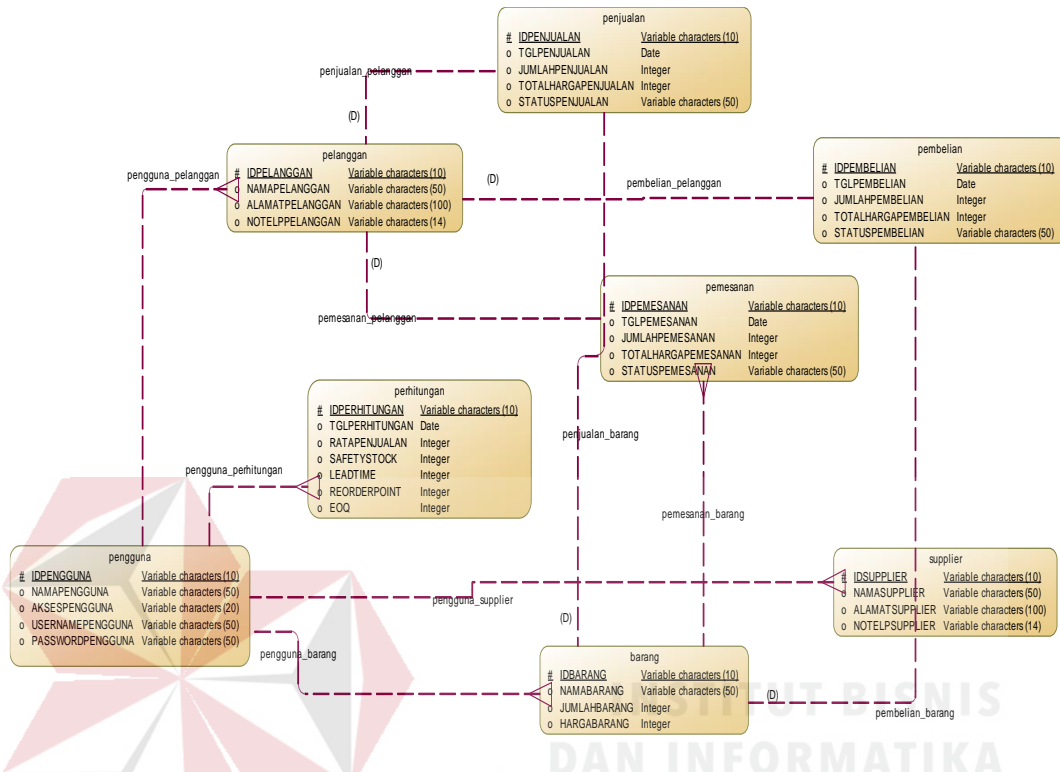 penjualan
# IDPENJUALAN Variable characters (10)
o TGLPENJUALAN Date
o JUMLAHPENJUALAN Integer
o TOTALHARGAPENJUALAN Integer
o STATUSPENJUALAN Variable characters (50)
penjualan_pelanggan
(D)
pelanggan
# IDPELANGGAN Variable characters (10)
o NAMAPELANGGAN Variable characters (50)
o ALAMATPELANGGAN Variable characters (100)
o NOTELPPELANGGAN Variable characters (14)
pengguna_pelanggan
(D)
pembelian_pelanggan
pembelian
# IDPEMBELIAN Variable characters (10)
o TGLPEMBELIAN Date
o JUMLAHPEMBELIAN Integer
o TOTALHARGAPEMBELIAN Integer
o STATUSPEMBELIAN Variable characters (50)
(D)
pemesanan_pelanggan
pemesanan
# IDPEMESANAN Variable characters (10)
o TGLPEMESANAN Date
o JUMLAHPEMESANAN Integer
o TOTALHARGAPEMESANAN Integer
o STATUSPEMESANAN Variable characters (50)
perhitungan
# IDPERHITUNGAN Variable characters (10)
o TGLPERHITUNGAN Date
o RATAPENJUALAN Integer
o SAFETYSTOCK Integer
o LEADTIME Integer
o REORDERPOINT Integer
o EOQ Integer
penjualan_barang
pengguna_perhitungan
pemesanan_barang
pengguna
# IDPENGGUNA Variable characters (10)
o NAMAPENGGUNA Variable characters (50)
o AKSESPENGGUNA Variable characters (20)
o USERNAMEPENGGUNA Variable characters (50)
o PASSWORDPENGGUNA Variable characters (50)
pengguna_supplier
supplier
# IDSUPPLIER Variable characters (10)
o NAMASUPPLIER Variable characters (50)
o ALAMATSUPPLIER Variable characters (100)
o NOTELPSUPPLIER Variable characters (14)
(D)
pengguna_barang
barang
# IDBARANG Variable characters (10)
o NAMABARANG Variable characters (50)
o JUMLAHBARANG Integer
o HARGABARANG Integer
(D)
pembelian_barang
INSTITUT BISNIS
DAN INFORMATIKA